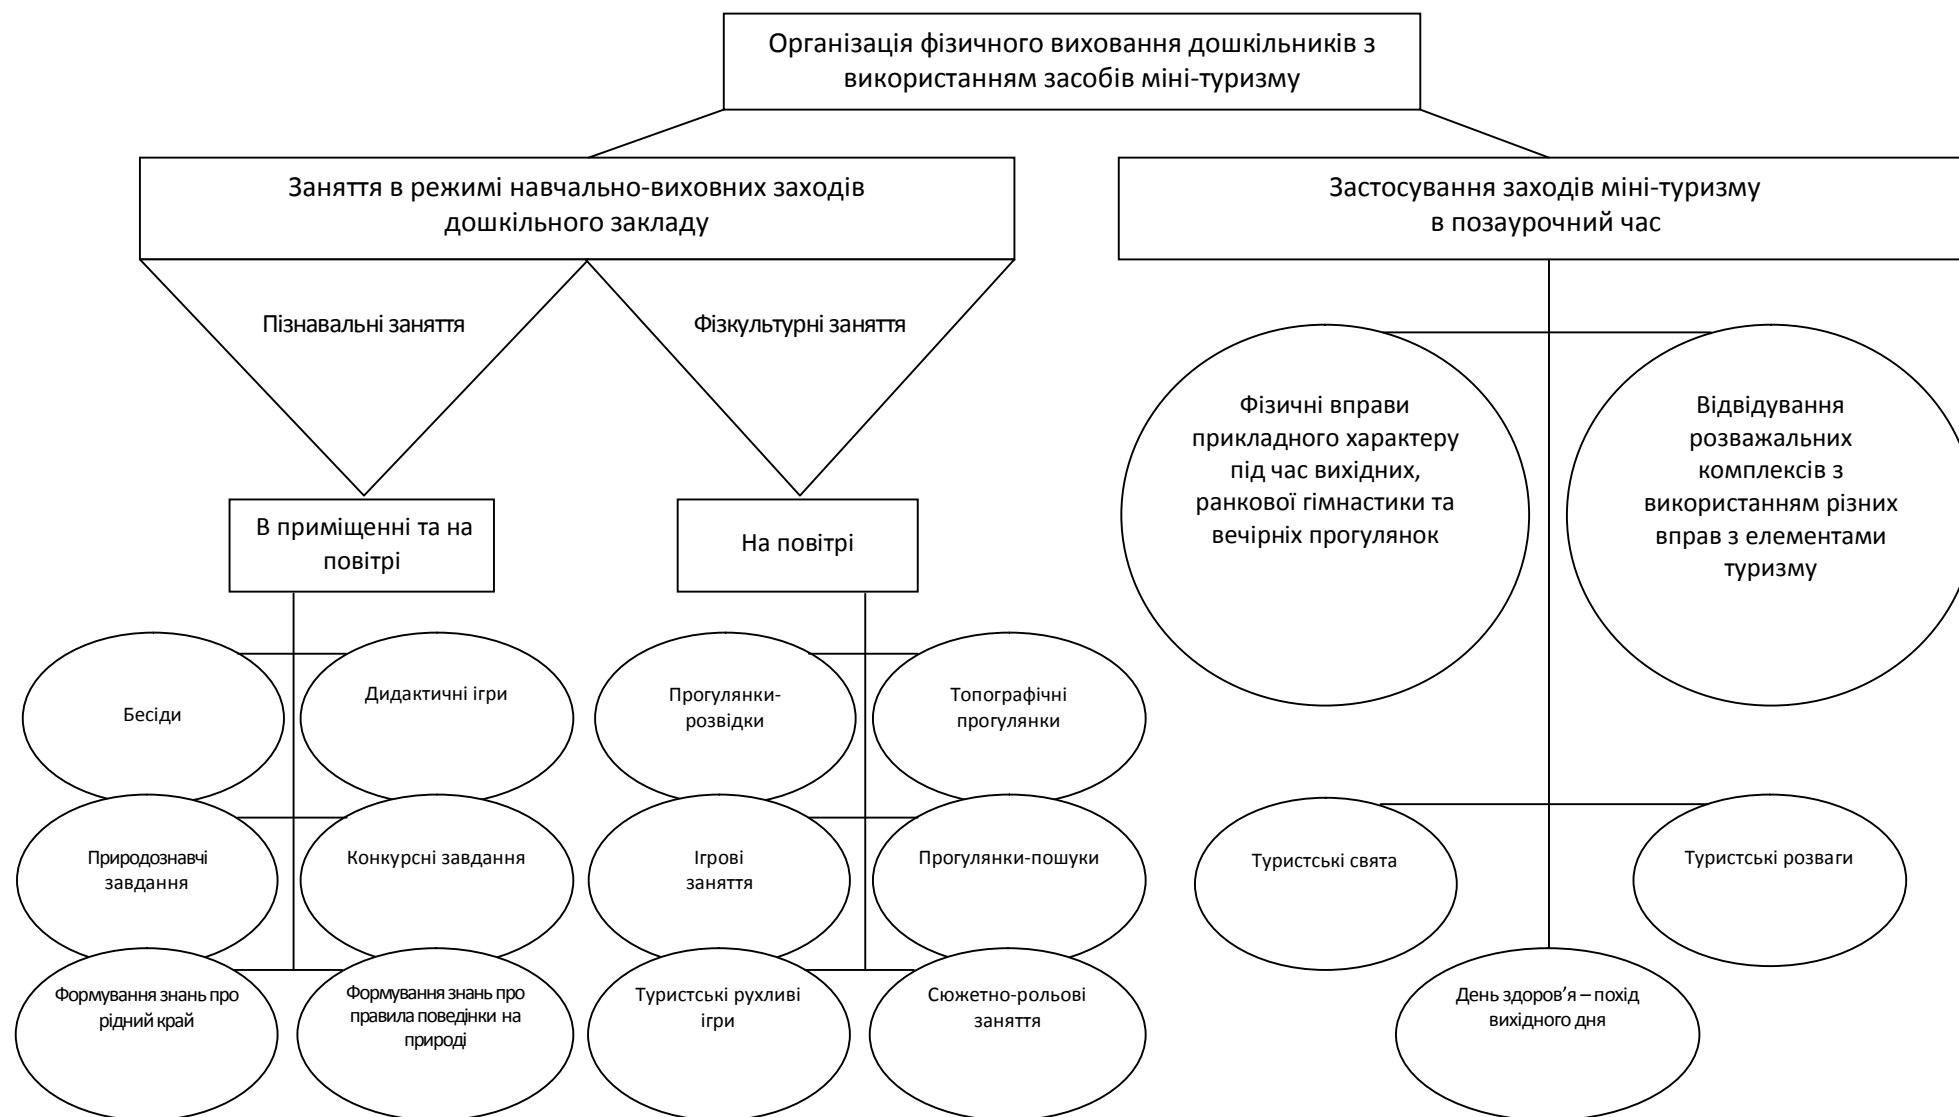 Організація фізичного виховання дошкільників з
використанням засобів міні-туризму
Заняття в режимі навчально-виховних заходів
дошкільного закладу
Застосування заходів міні-туризму
в позаурочний час
Пізнавальні заняття
Фізкультурні заняття
Фізичні вправи
прикладного характеру
під час вихідних,
ранкової гімнастики та
вечірніх прогулянок
Відвідування
розважальних
комплексів з
використанням різних
вправ з елементами
туризму
В приміщенні та на
повітрі
На повітрі
Бесіди
Дидактичні ігри
Прогулянки-
розвідки
Топографічні
прогулянки
Природознавчі
завдання
Конкурсні завдання
Ігрові
заняття
Прогулянки-пошуки
Туристські свята
Туристські розваги
Формування знань про
рідний край
Формування знань про
правила поведінки на
природі
Туристські рухливі
ігри
Сюжетно-рольові
заняття
День здоров’я – похід
вихідного дня